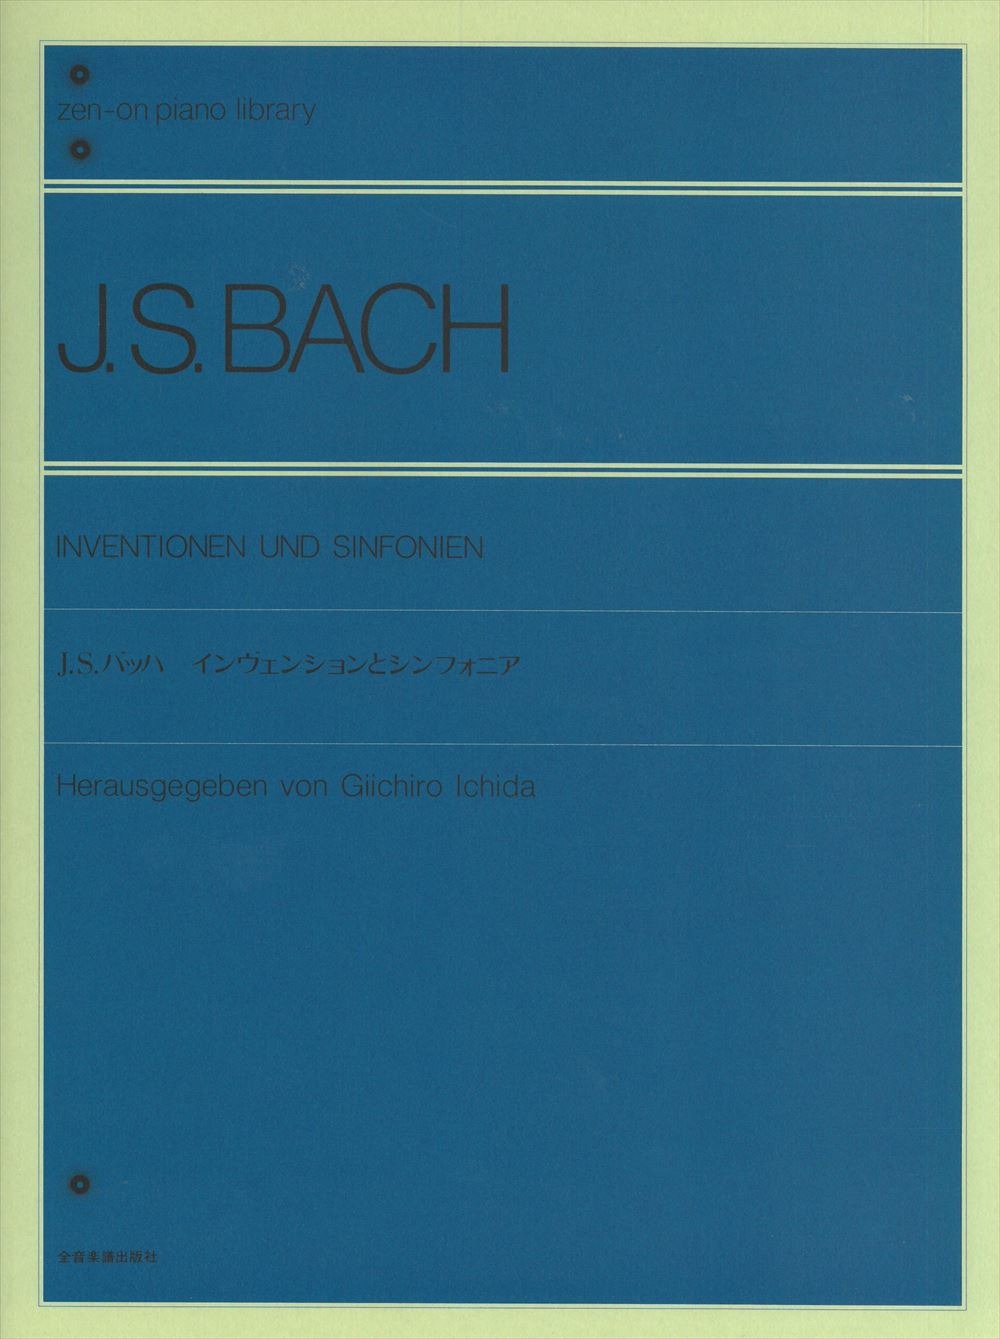 zen-on piano library
J.S.BACH
INVENTIONEN UND SINFONIEN
J.S.バッハ インヴェンションとシンフォニア
Herausgegeben von Giichiro Ichida
全音楽譜出版社